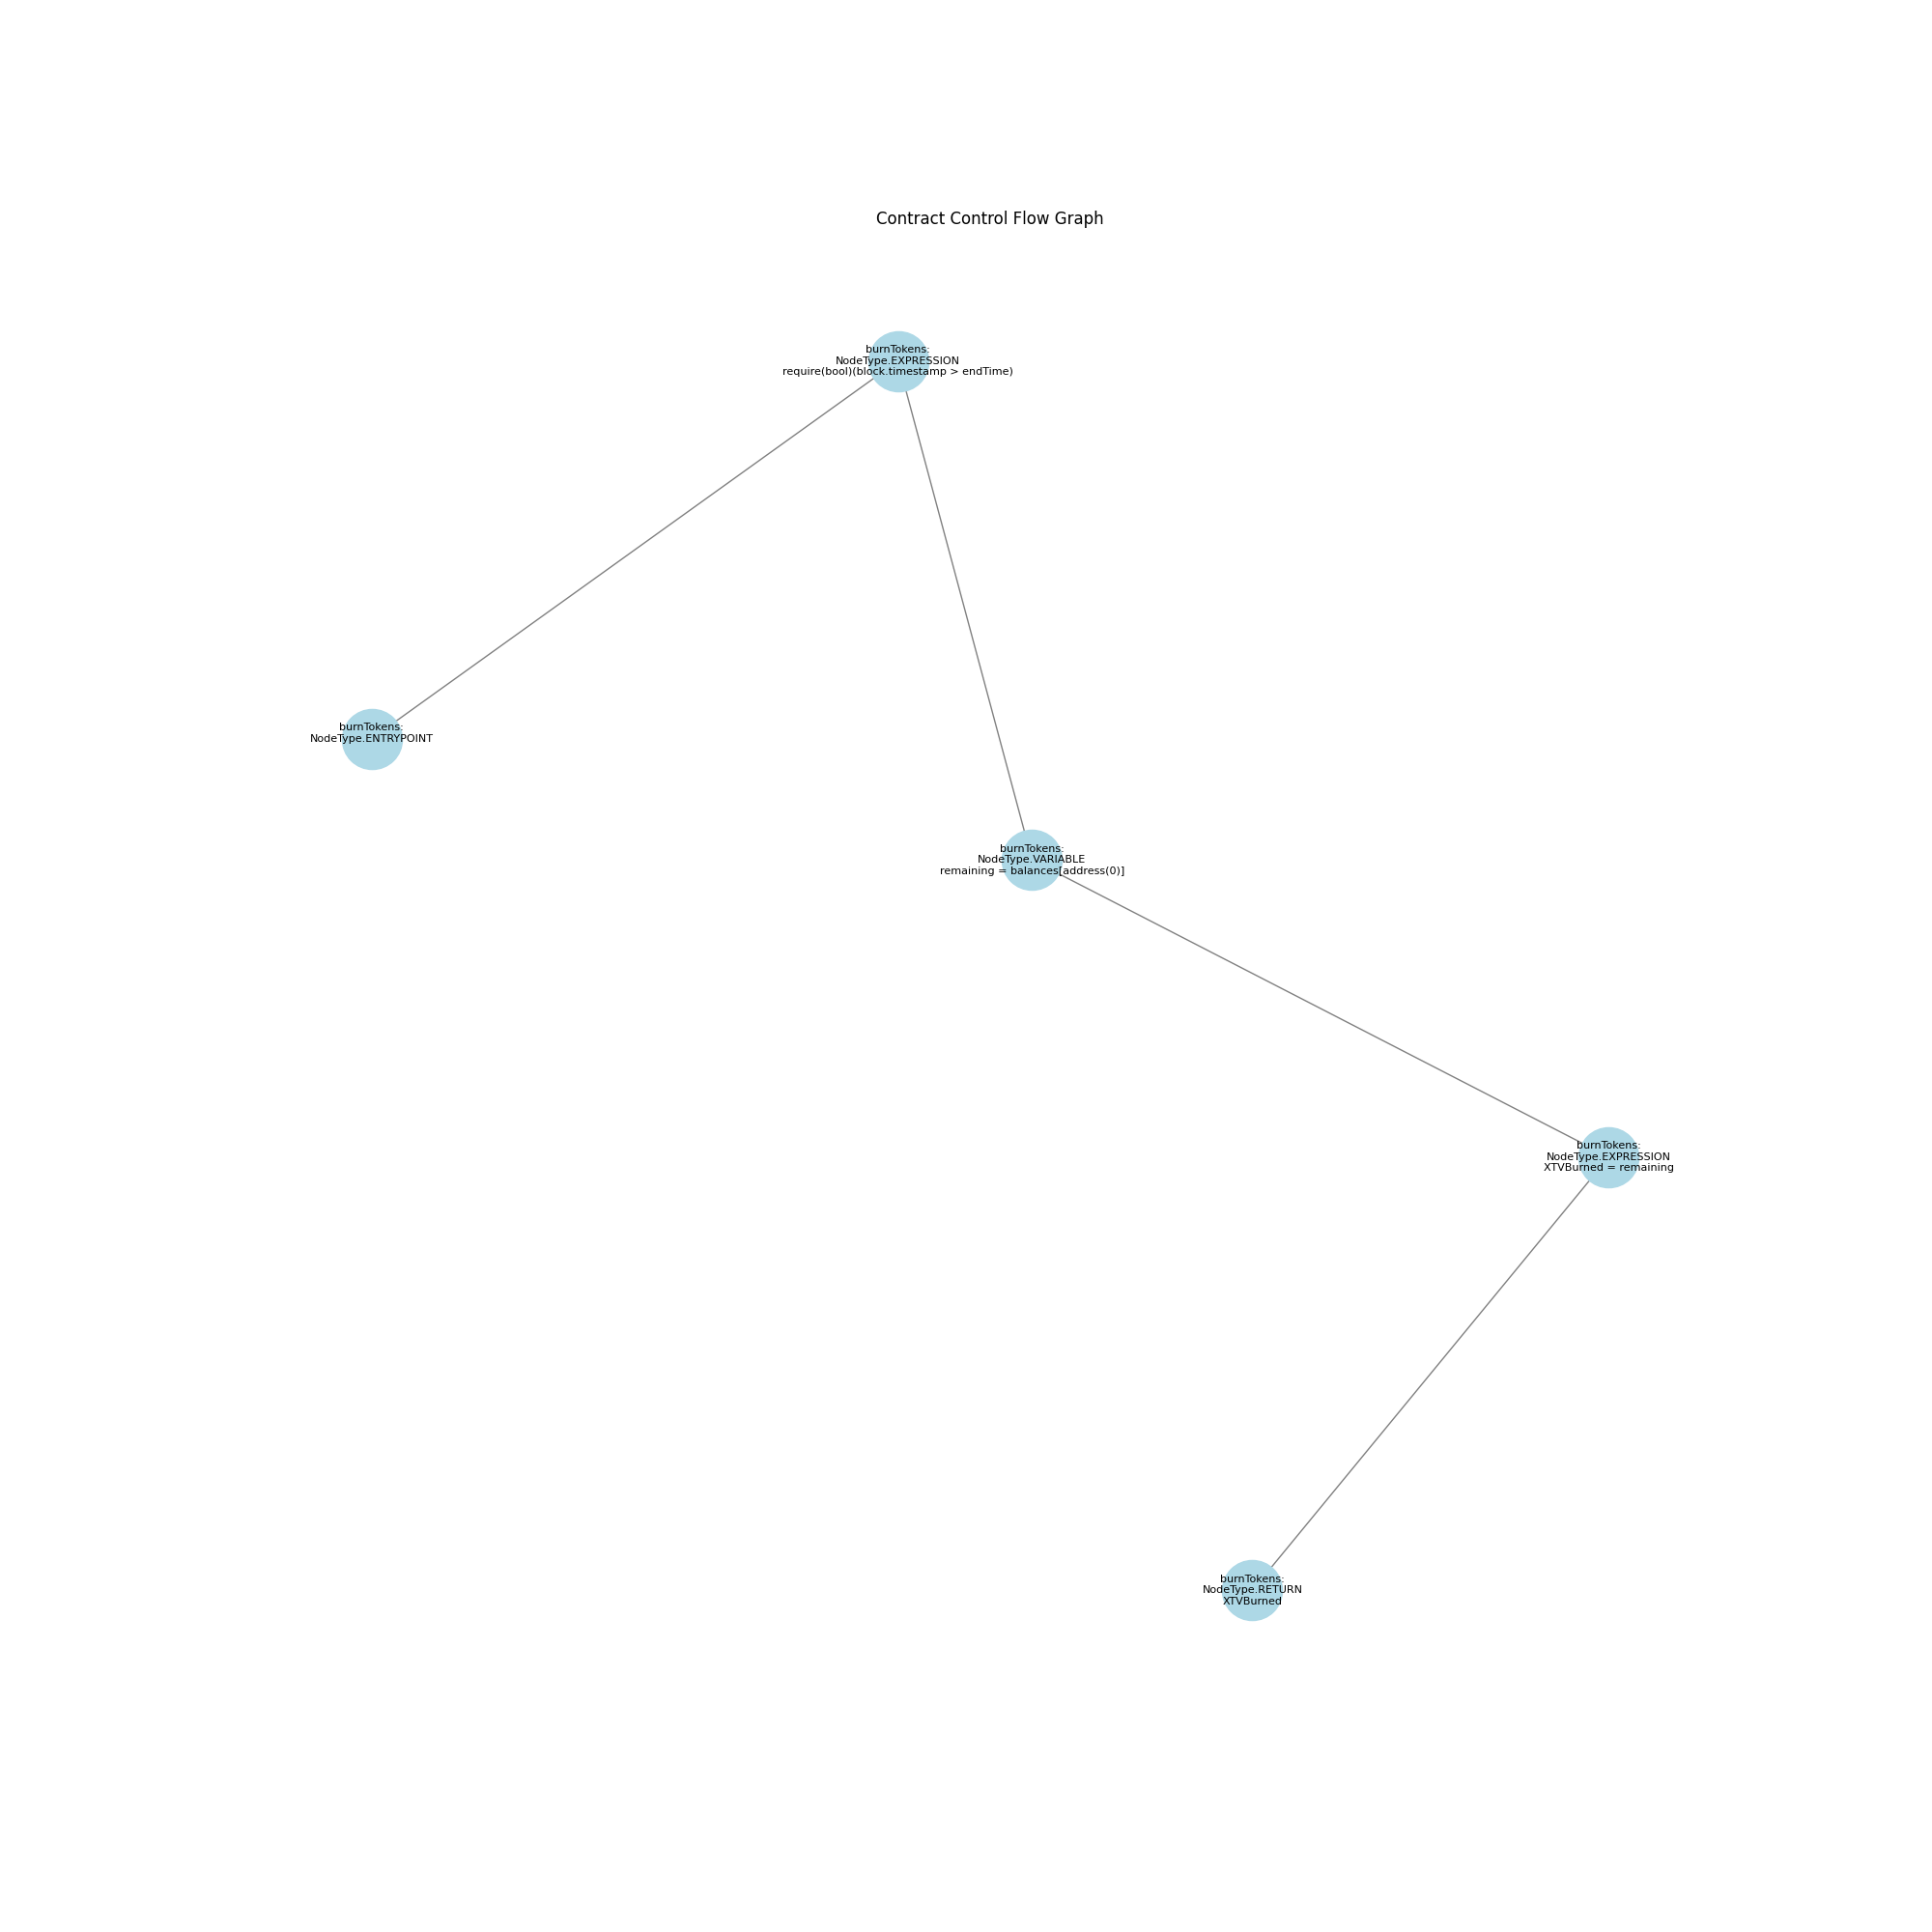 Contract Control Flow Graph
burnTokens:
NodeType.EXPRESSION
require(bool)(block.timestamp > endTime)
burnTokens:
NodeType.ENTRYPOINT
burnTokens:
NodeType.VARIABLE
remaining = balances[address(0)]
burnTokens:
NodeType.EXPRESSION
XTVBurned = remaining
burnTokens:
NodeType.RETURN
XTVBurned